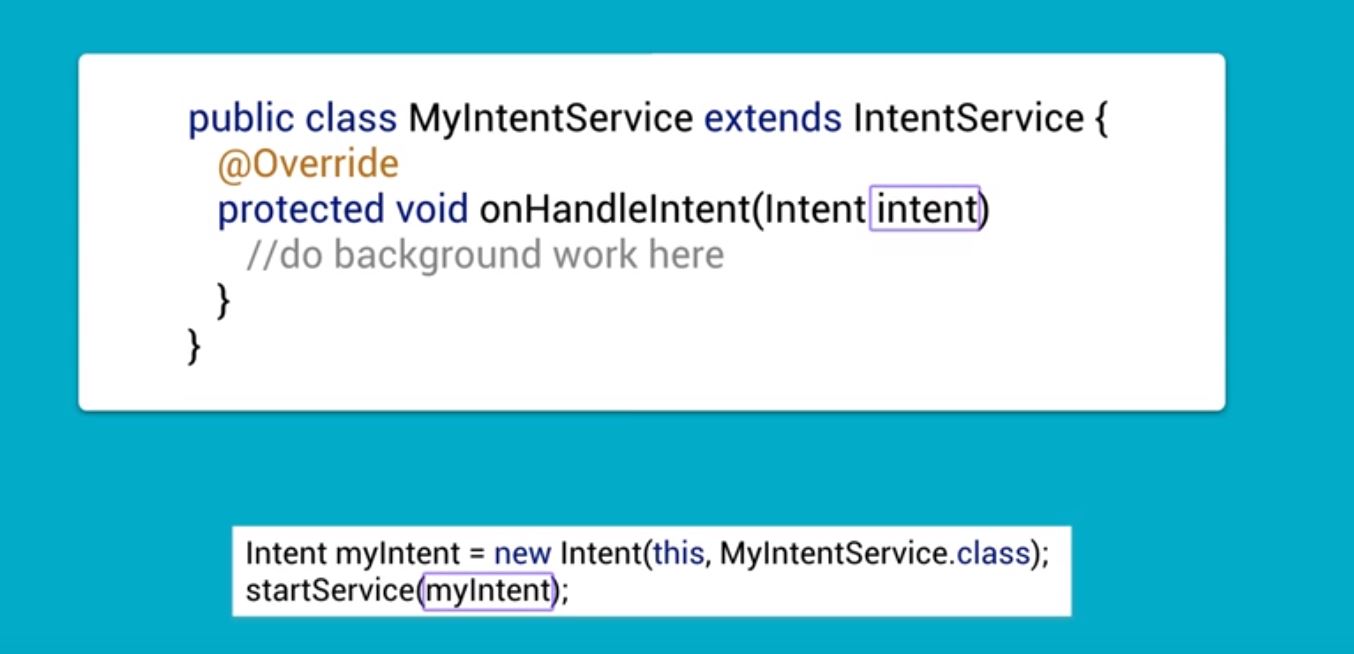 public class MyIntentService extends IntentService {
@Override
protected void onHandleIntent(Intent intent)
//do background work here
}
}
Intent myIntent = new Intent(this, MyIntentService.class);
startService(myIntent);